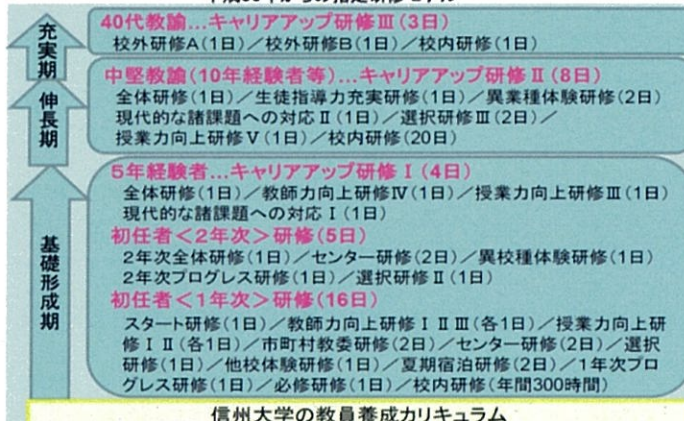 充実期
40代教諭…キャリアアップ研修Ⅲ(3日)
校外研修A(1日)／校外研修B(1日)／校内研修(1日)
伸長期
中堅教諭(10年経験者等)…キャリアアップ研修Ⅱ(8日)
全体研修(1日)／生徒指導力充実研修(1日)／異業種体験研修(2日)
現代的な諸課題への対応Ⅱ(1日)／選択研修Ⅲ(2日)／
授業力向上研修Ⅴ(1日)／校内研修(20日)
基礎形成期
5年経験者…キャリアアップ研修Ⅰ(4日)
全体研修(1日)／教師力向上研修Ⅳ(1日)／授業力向上研修Ⅲ(1日)
現代的な諸課題への対応Ⅰ(1日)
初任者＜2年次＞研修(5日)
2年次全体研修(1日)／センター研修(2日)／異校種体験研修(1日)
2年次プログレス研修(1日)／選択研修Ⅱ(1日)
初任者＜1年次＞研修(16日)
スタート研修(1日)／教師力向上研修ⅠⅡⅢ(各1日)／授業力向上研
修ⅠⅡ(各1日)／市町村教委研修(2日)／センター研修(2日)／選択
研修(1日)／他校体験研修(1日)／夏期宿泊研修(2日)／1年次プロ
グレス研修(1日)／必修研修(1日)／校内研修(年間300時間)
信州大学の教員養成カリキュラム